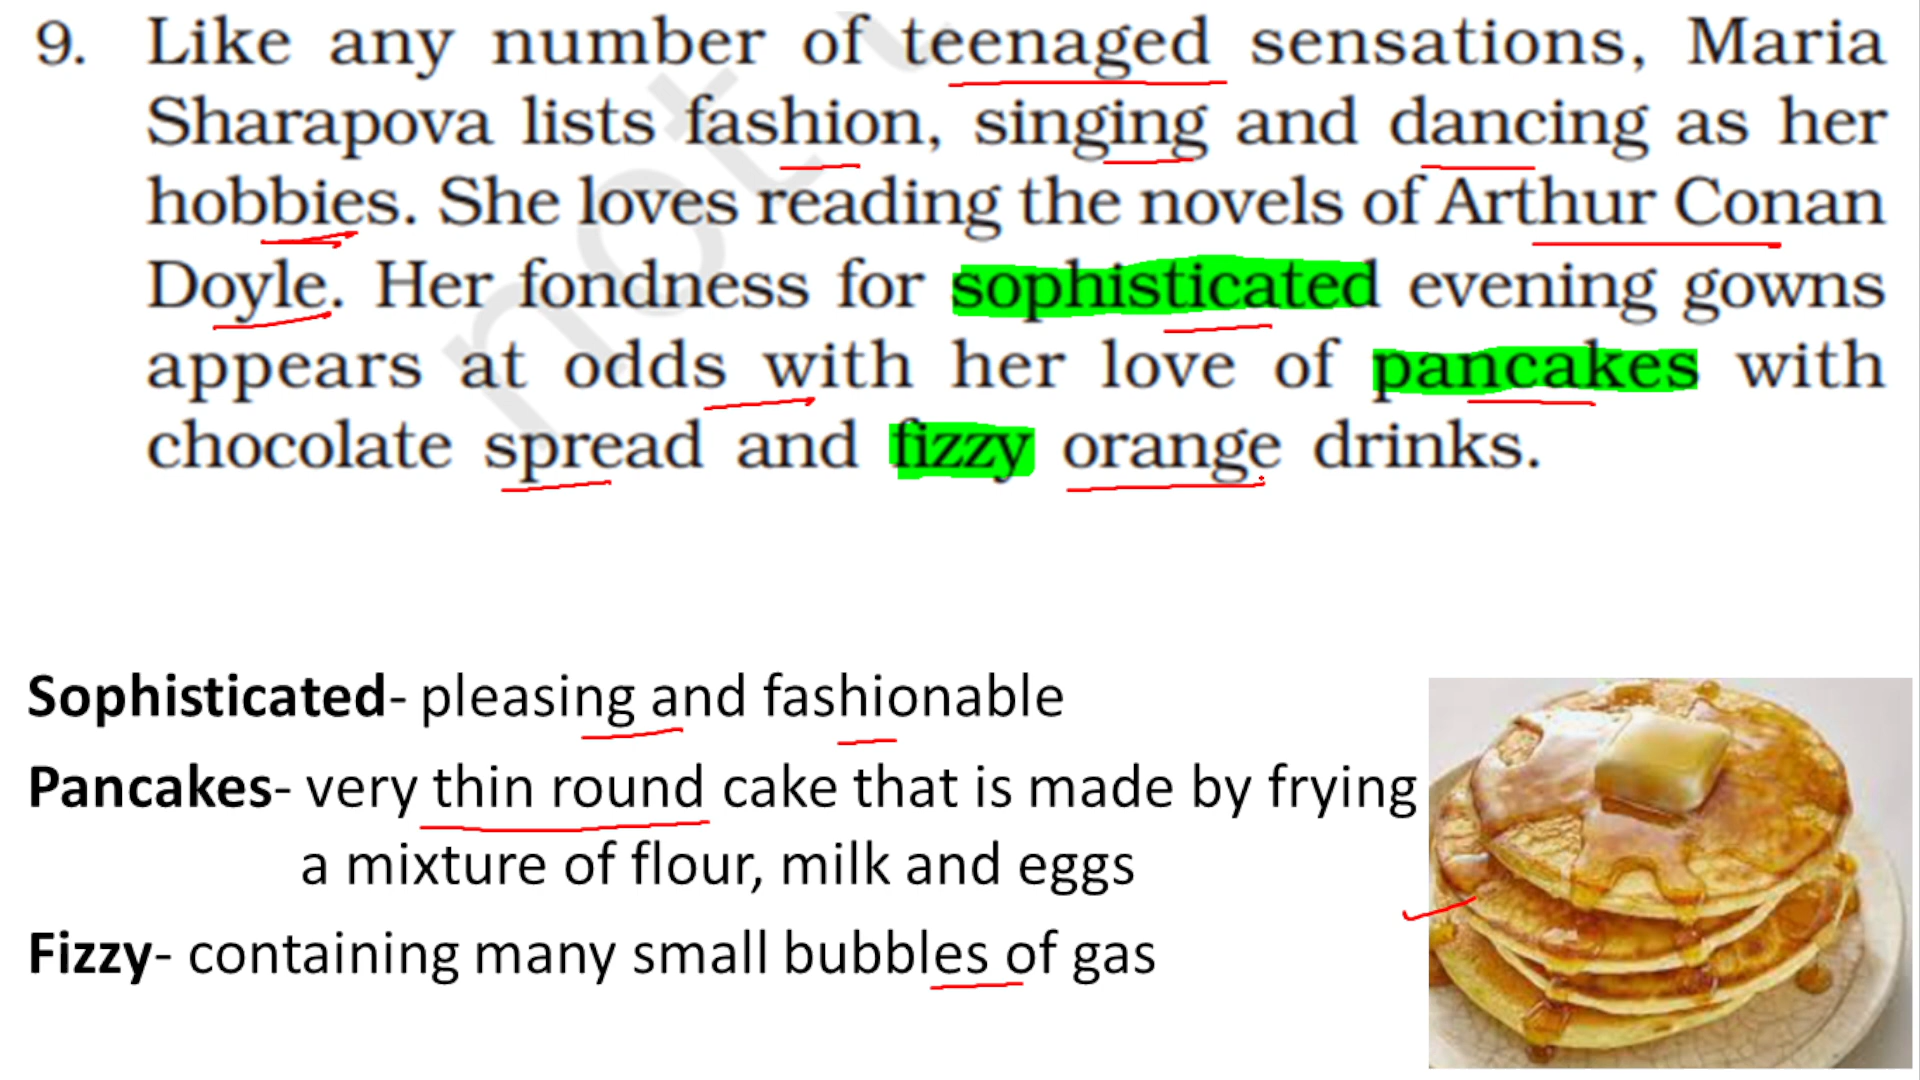 9. Like any number of teenaged sensations, Maria
Sharapova lists fashion, singing and dancing as her
hobbies. She loves reading the novels of Arthur Conan
Doyle. Her fondness for sophisticated evening gowns
appears at odds with her love of pancakes with
chocolate spread and fizzy orange drinks.
not t
Sophisticated- pleasing and fashionable
Pancakes- very thin round cake that is made by frying
a mixture of flour, milk and eggs
Fizzy- containing many small bubbles of gas